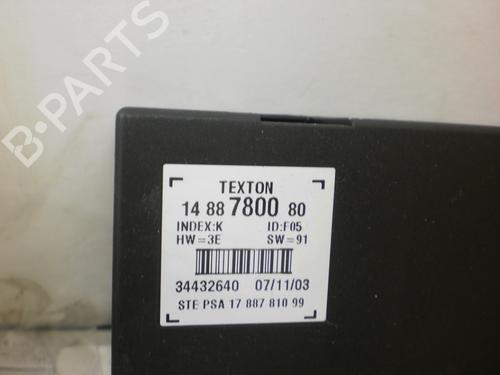 B-PARTS
TEXTON
14 88 7800 80
INDEX:K ID:F05
HW=3E SW=91
34432640 07/11/03
STE PSA 17 887 810 99